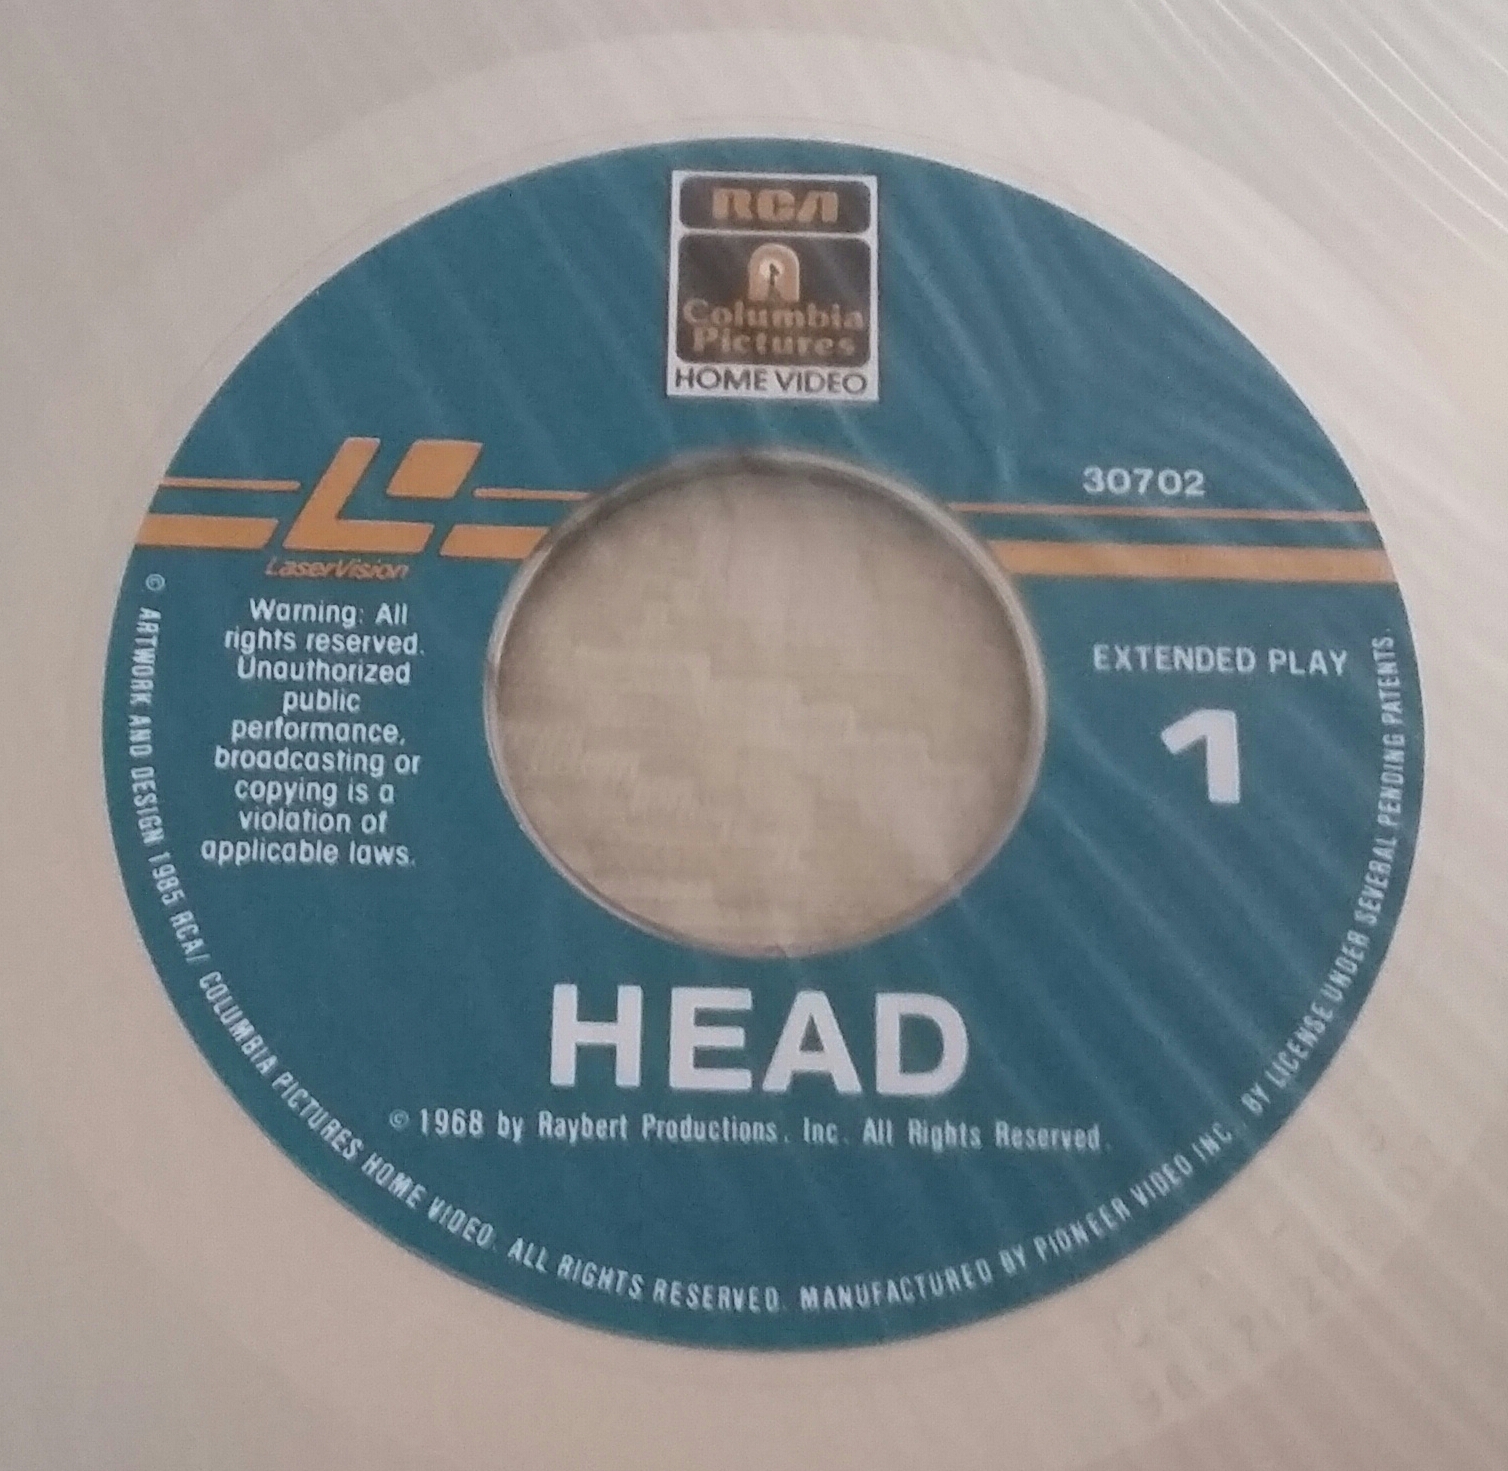 RCA
Columbia
Pictures
HOME VIDEO
30702
LaserVision
Warning: All
rights reserved.
Unauthorized
public
performance,
broadcasting or
copying is a
violation of
applicable laws.
EXTENDED PLAY
1
HEAD
© 1968 by Raybert Productions, Inc. All Rights Reserved.
© ARTWORK AND DESIGN 1985 RCA/ COLUMBIA PICTURES HOME VIDEO. ALL RIGHTS RESERVED. MANUFACTURED BY PIONEER VIDEO INC., BY LICENSE UNDER SEVERAL PENDING PATENTS.